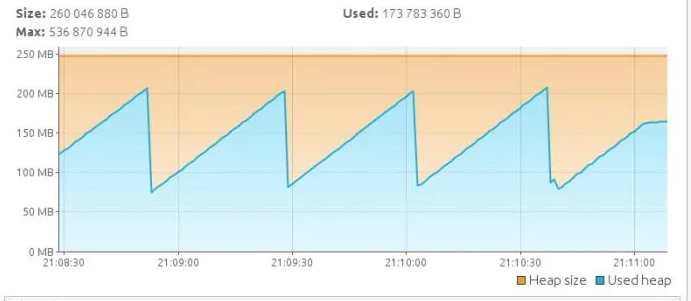 Size: 260 046 880 B Used: 173 783 360 B
Max: 536 870 944 B
250 MB
200 MB
150 MB
100 MB
50 MB
0 MB
21:08:30 21:09:00 21:09:30 21:10:00 21:10:30 21:11:00
Heap size Used heap